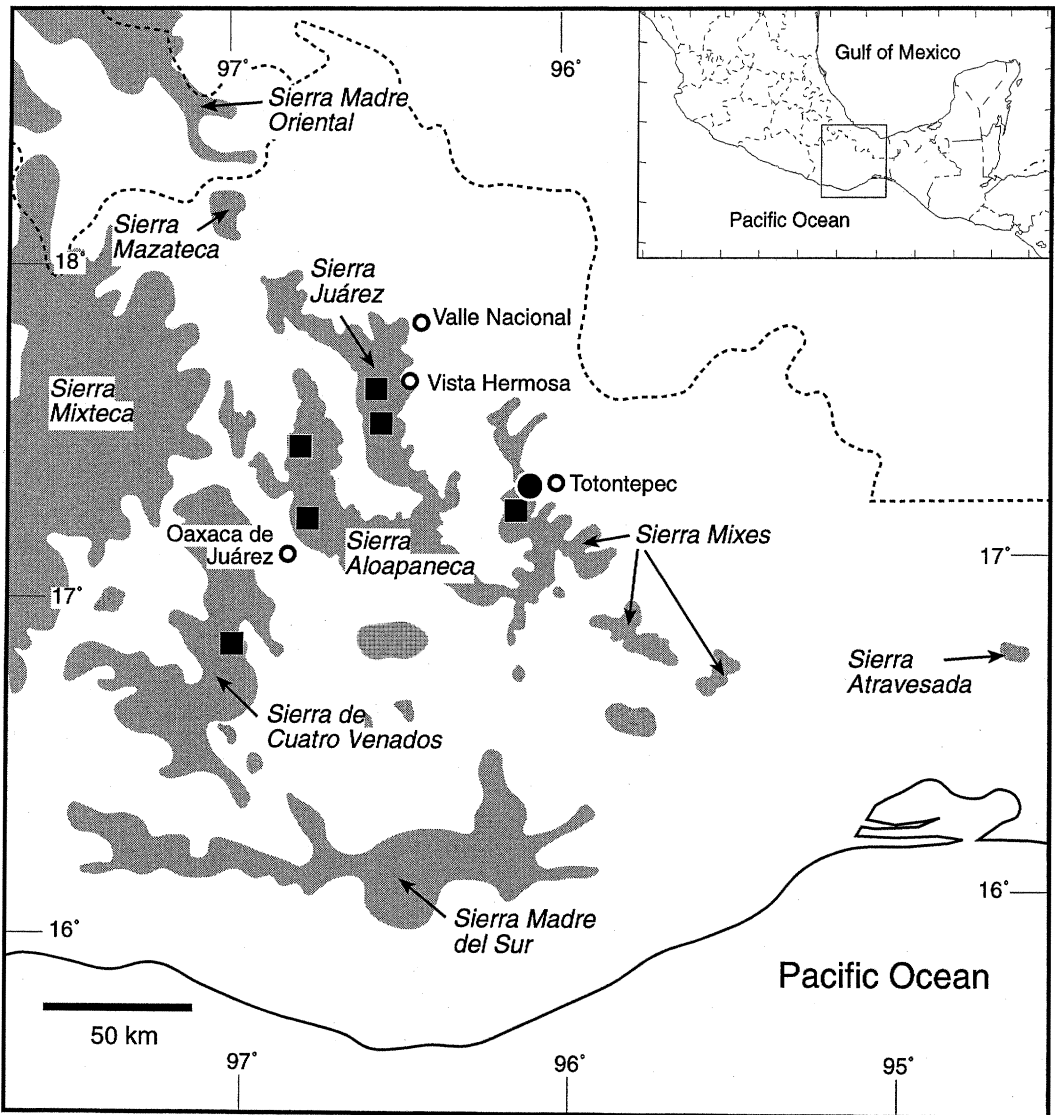 97°
96°
Gulf of Mexico
Pacific Ocean
Sierra Madre
Oriental
Sierra
Mazateca
18°
Sierra
Juárez
Valle Nacional
Vista Hermosa
Sierra
Mixteca
Totontepec
Oaxaca de
Juárez
Sierra
Aloapaneca
Sierra Mixes
17°
17°
Sierra
Atravesada
Sierra de
Cuatro Venados
16°
Sierra Madre
del Sur
16°
Pacific Ocean
50 km
97°
96°
95°